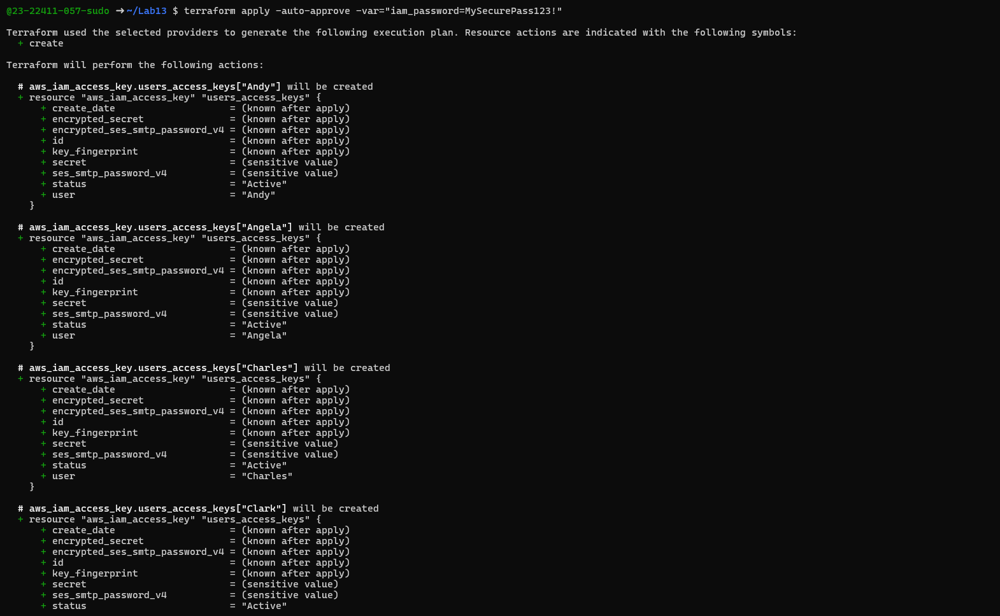 @23-22411-057-sudo ➜ ~/Lab13 $ terraform apply -auto-approve -var="iam_password=MySecurePass123!"
Terraform used the selected providers to generate the following execution plan. Resource actions are indicated with the following symbols:
  + create
Terraform will perform the following actions:
  # aws_iam_access_key.users_access_keys["Andy"] will be created
  + resource "aws_iam_access_key" "users_access_keys" {
      + create_date                    = (known after apply)
      + encrypted_secret               = (known after apply)
      + encrypted_ses_smtp_password_v4 = (known after apply)
      + id                             = (known after apply)
      + key_fingerprint                = (known after apply)
      + secret                         = (sensitive value)
      + ses_smtp_password_v4           = (sensitive value)
      + status                         = "Active"
      + user                           = "Andy"
    }
  # aws_iam_access_key.users_access_keys["Angela"] will be created
  + resource "aws_iam_access_key" "users_access_keys" {
      + create_date                    = (known after apply)
      + encrypted_secret               = (known after apply)
      + encrypted_ses_smtp_password_v4 = (known after apply)
      + id                             = (known after apply)
      + key_fingerprint                = (known after apply)
      + secret                         = (sensitive value)
      + ses_smtp_password_v4           = (sensitive value)
      + status                         = "Active"
      + user                           = "Angela"
    }
  # aws_iam_access_key.users_access_keys["Charles"] will be created
  + resource "aws_iam_access_key" "users_access_keys" {
      + create_date                    = (known after apply)
      + encrypted_secret               = (known after apply)
      + encrypted_ses_smtp_password_v4 = (known after apply)
      + id                             = (known after apply)
      + key_fingerprint                = (known after apply)
      + secret                         = (sensitive value)
      + ses_smtp_password_v4           = (sensitive value)
      + status                         = "Active"
      + user                           = "Charles"
    }
  # aws_iam_access_key.users_access_keys["Clark"] will be created
  + resource "aws_iam_access_key" "users_access_keys" {
      + create_date                    = (known after apply)
      + encrypted_secret               = (known after apply)
      + encrypted_ses_smtp_password_v4 = (known after apply)
      + id                             = (known after apply)
      + key_fingerprint                = (known after apply)
      + secret                         = (sensitive value)
      + ses_smtp_password_v4           = (sensitive value)
      + status                         = "Active"